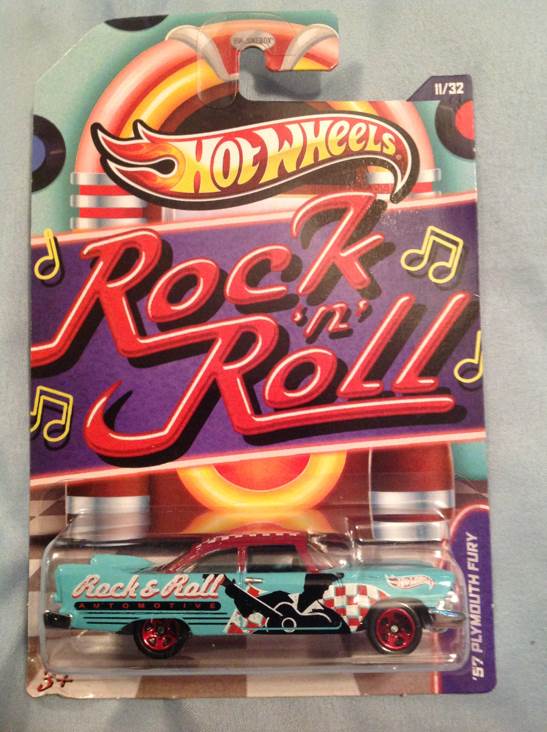 11/32
HOT WHEELS
Rock
'n'
Roll
Rock & Roll
AUTOMOTIVE
'57 PLYMOUTH FURY
3+